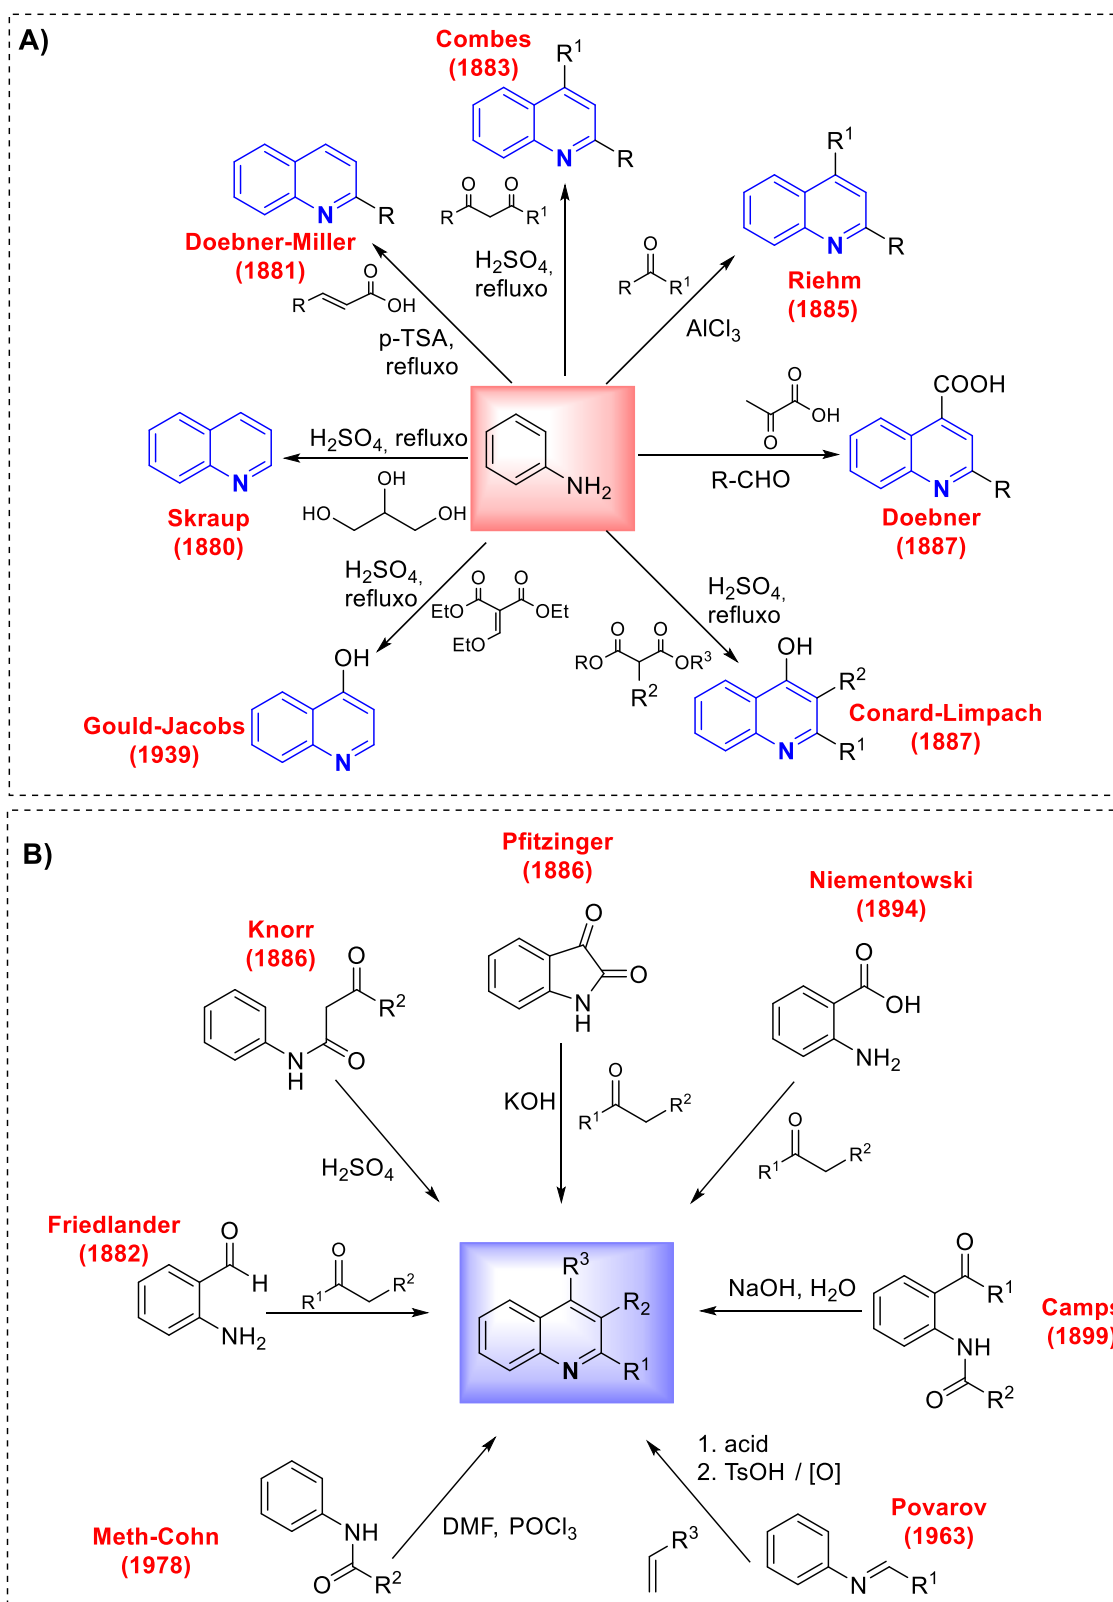 A)
Combes
(1883)
R¹
N
R
O O
R R¹
H₂SO₄,
refluxo
N
R
Doebner-Miller
(1881)
O
R
OH
p-TSA,
refluxo
R¹
N
R
Riehm
(1885)
O
R R¹
AlCl₃
NH₂
H₂SO₄, refluxo
OH
HO OH
N
Skraup
(1880)
O
OH
O
R-CHO
COOH
N
R
Doebner
(1887)
H₂SO₄,
refluxo
O O
EtO OEt
EtO
OH
N
Gould-Jacobs
(1939)
H₂SO₄,
refluxo
O O
RO OR³
R²
OH
R²
N
R¹
Conard-Limpach
(1887)
B)
Pfitzinger
(1886)
O
O
N
H
KOH
O
R¹ R²
Knorr
(1886)
O
R²
N
H
O
H₂SO₄
Niementowski
(1894)
O
OH
NH₂
O
R¹ R²
Friedlander
(1882)
O
H
NH₂
O
R¹ R²
R³
R₂
N
R¹
NaOH, H₂O
O
R¹
NH
O
R²
Camps
(1899)
Meth-Cohn
(1978)
NH
O
R²
DMF, POCl₃
1. acid
2. TsOH / [O]
R³
Povarov
(1963)
N
R¹